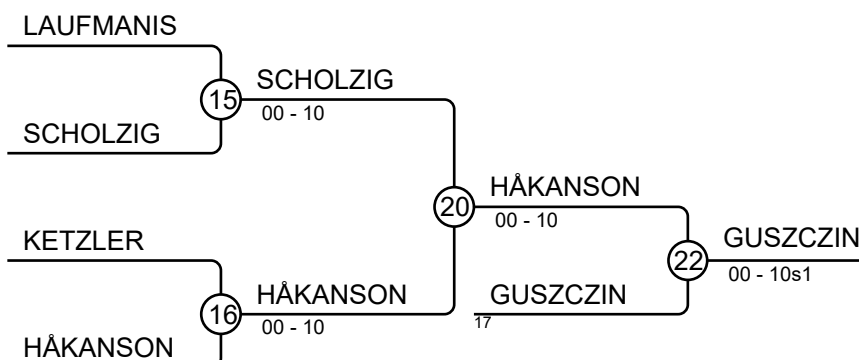 LAUFMANIS
15
SCHOLZIG
00 - 10
SCHOLZIG
20
HÅKANSON
00 - 10
KETZLER
16
HÅKANSON
00 - 10
HÅKANSON
GUSZCZIN
17
22
GUSZCZIN
00 - 10s1